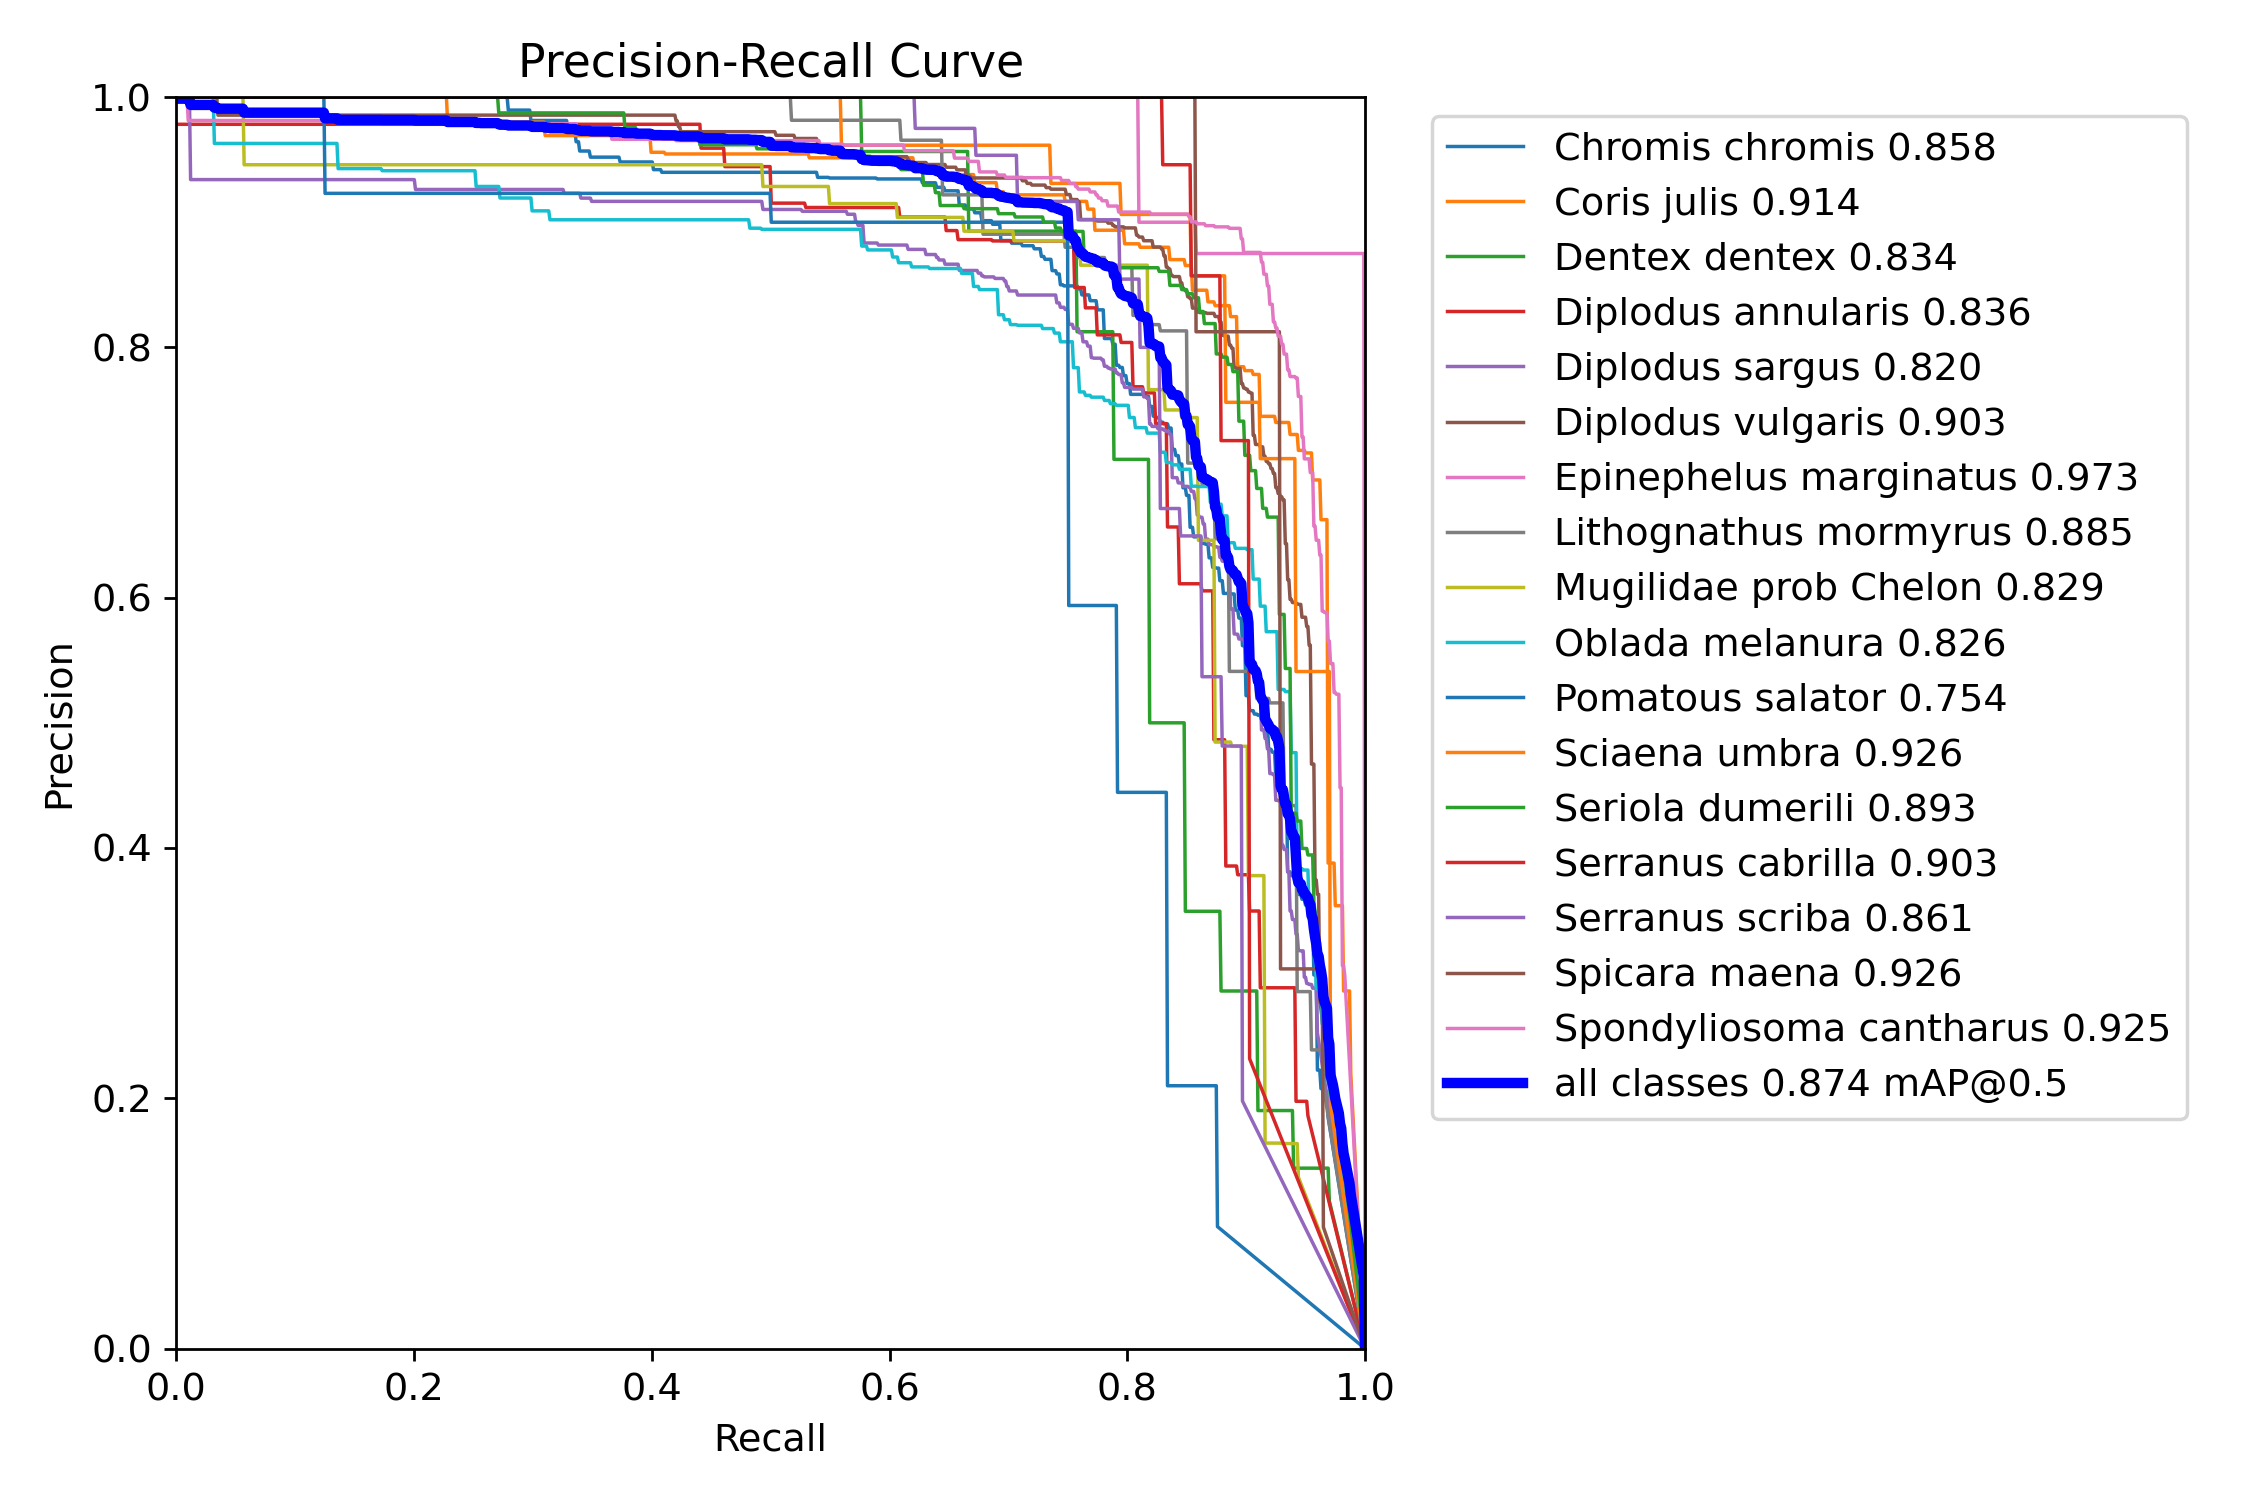 Precision-Recall Curve
1.0
0.8
0.6
0.4
0.2
0.0
Precision
0.0 0.2 0.4 0.6 0.8 1.0
Recall
Chromis chromis 0.858
Coris julis 0.914
Dentex dentex 0.834
Diplodus annularis 0.836
Diplodus sargus 0.820
Diplodus vulgaris 0.903
Epinephelus marginatus 0.973
Lithognathus mormyrus 0.885
Mugilidae prob Chelon 0.829
Oblada melanura 0.826
Pomatous salator 0.754
Sciaena umbra 0.926
Seriola dumerili 0.893
Serranus cabrilla 0.903
Serranus scriba 0.861
Spicara maena 0.926
Spondyliosoma cantharus 0.925
all classes 0.874 mAP@0.5